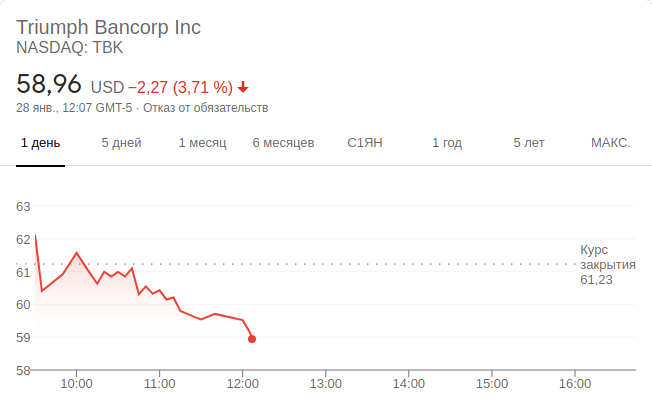 Triumph Bancorp Inc
NASDAQ: TBK
58,96 USD −2,27 (3,71 %)
28 янв., 12:07 GMT-5 · Отказ от обязательств
1 день 5 дней 1 месяц 6 месяцев С1ЯН 1 год 5 лет МАКС.
63
62
61
60
59
58
Курс
закрытия
61,23
10:00 11:00 12:00 13:00 14:00 15:00 16:00